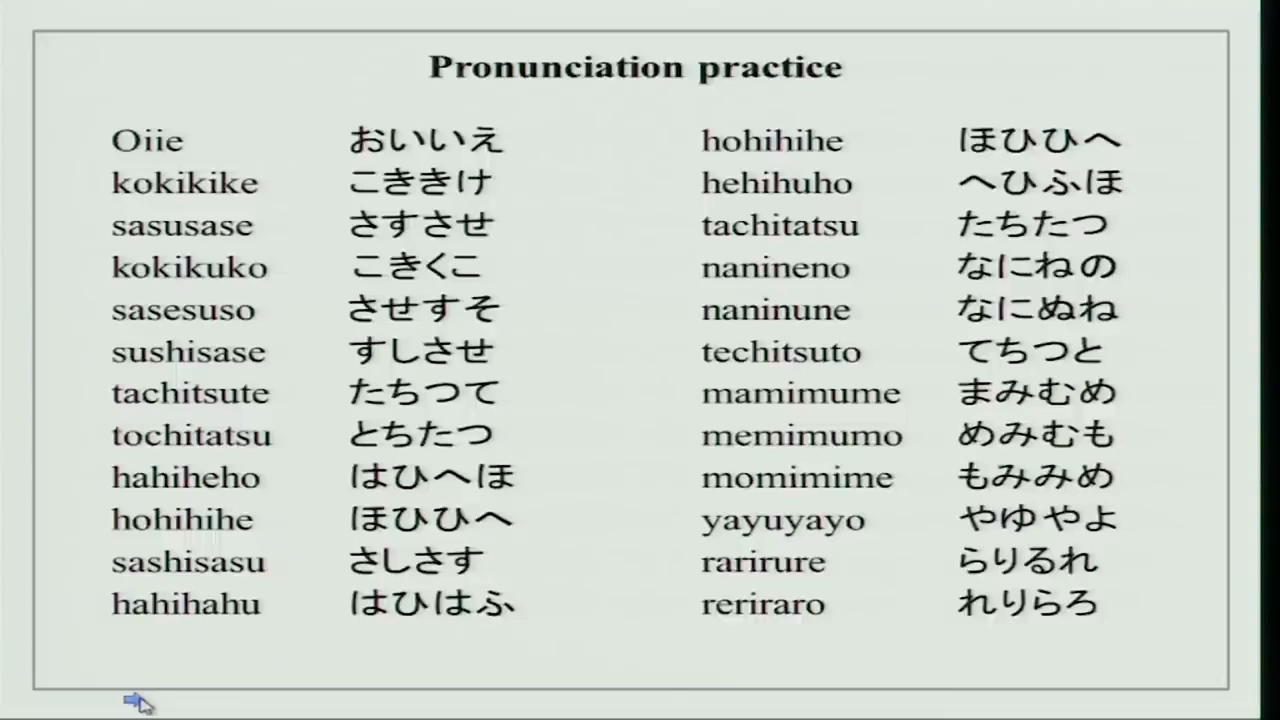 Pronunciation practice
Oiie おいいえ
kokikike こききけ
sasusase さすさせ
kokikuko こきくこ
sasesuso させすそ
sushisase すしさせ
tachitsute たちつて
tochitatsu とちたつ
hahiheho はひへほ
hohihihe ほひひへ
sashisasu さしさす
hahihahu はひはふ
hohihihe ほひひへ
hehihuho へひふほ
tachitatsu たちたつ
nanineno なにねの
naninune なにぬね
techitsuto てちつと
mamimume まみむめ
memimumo めみむも
momimime もみみめ
yayuyayo やゆやよ
rarirure らりるれ
reriraro れりらろ